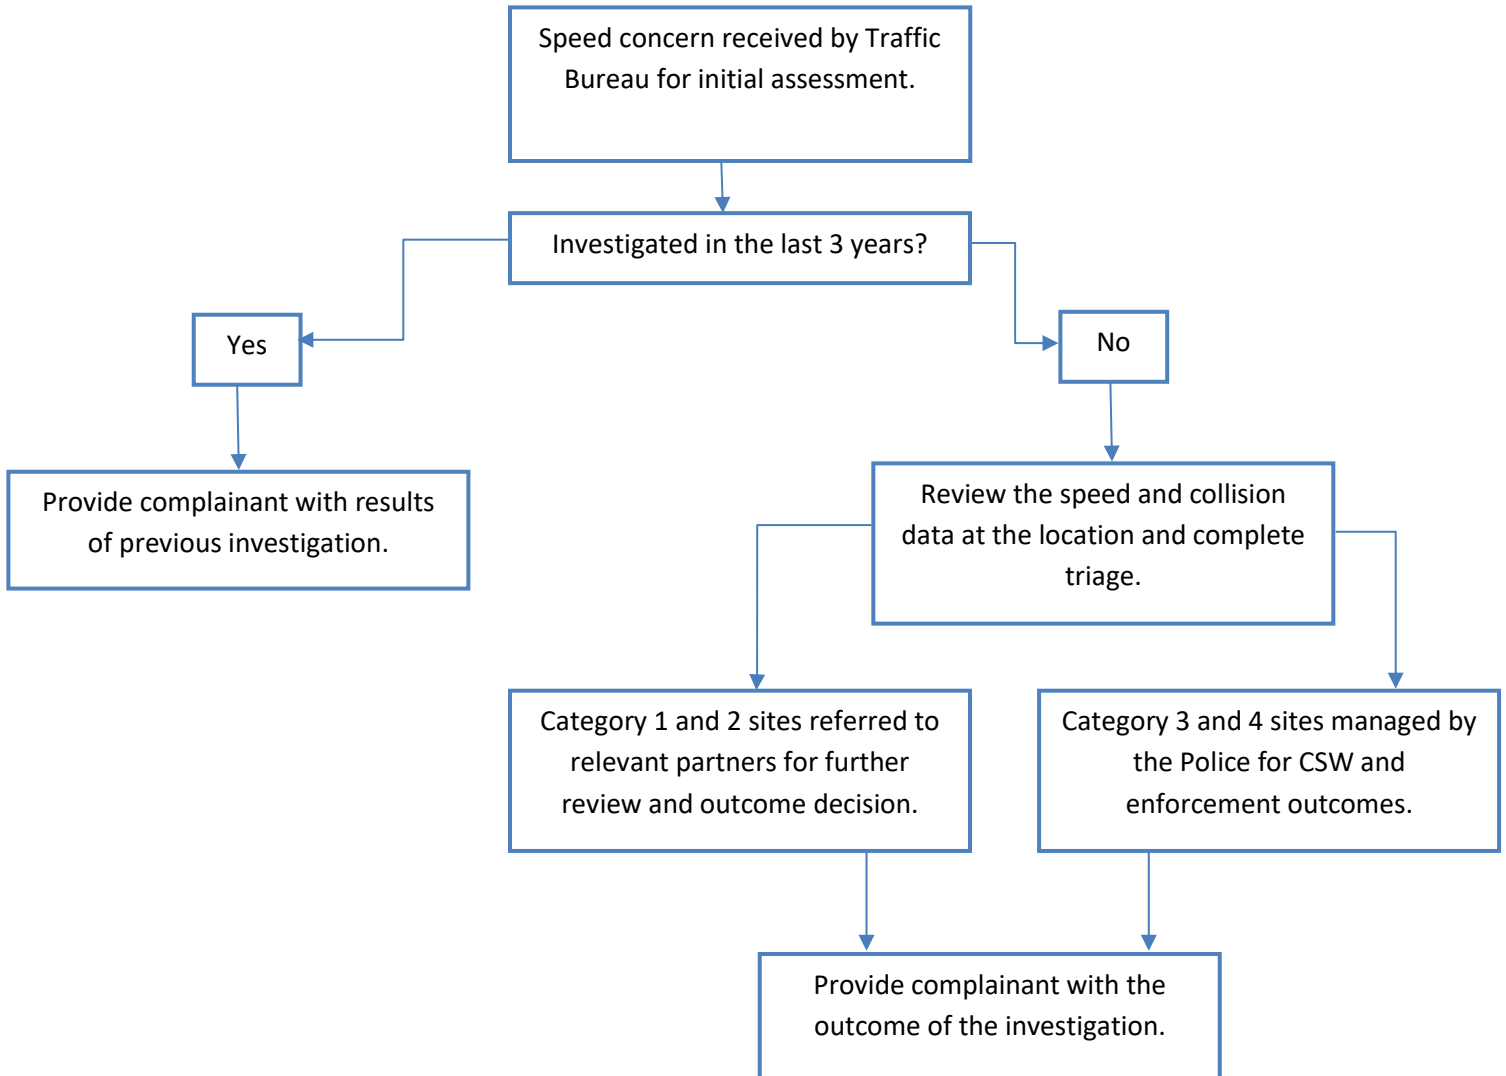 Speed concern received by Traffic
Bureau for initial assessment.
Investigated in the last 3 years?
Yes
No
Provide complainant with results
of previous investigation.
Review the speed and collision
data at the location and complete
triage.
Category 1 and 2 sites referred to
relevant partners for further
review and outcome decision.
Category 3 and 4 sites managed by
the Police for CSW and
enforcement outcomes.
Provide complainant with the
outcome of the investigation.